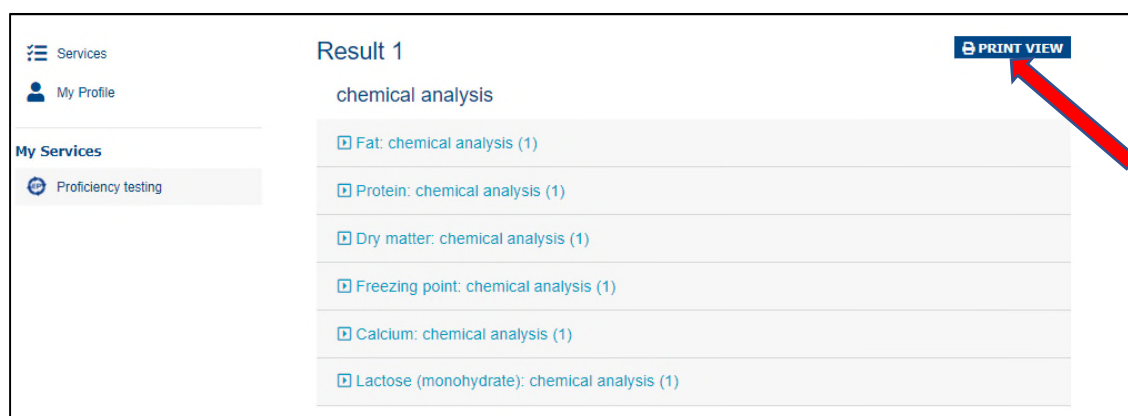 Services
My Profile
My Services
Proficiency testing
Result 1
PRINT VIEW
chemical analysis
Fat: chemical analysis (1)
Protein: chemical analysis (1)
Dry matter: chemical analysis (1)
Freezing point: chemical analysis (1)
Calcium: chemical analysis (1)
Lactose (monohydrate): chemical analysis (1)